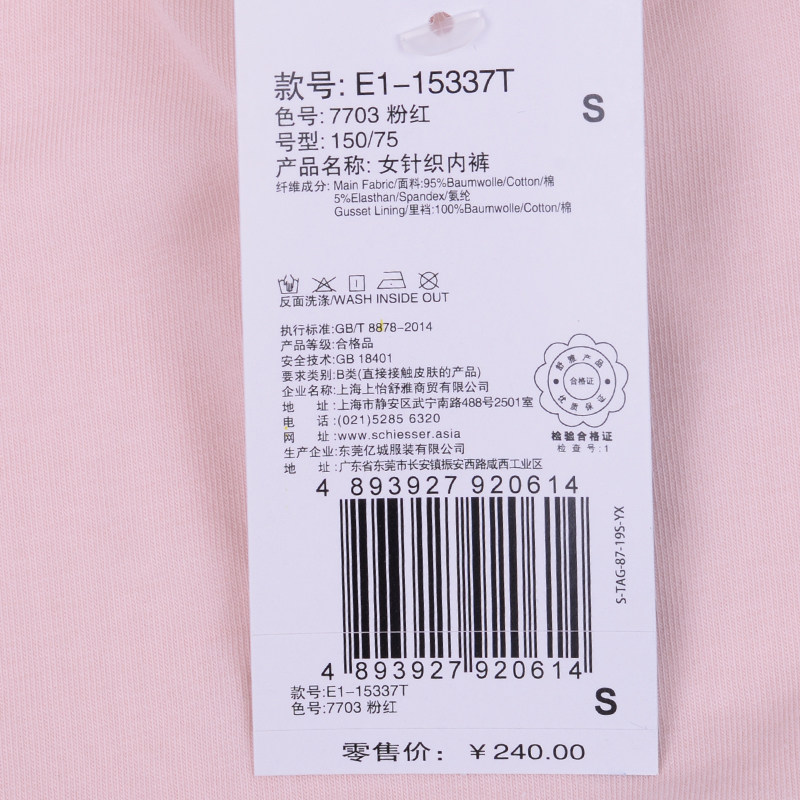 款号: E1-15337T
S
色号: 7703 粉红
号型: 150/75
产品名称: 女针织内裤
纤维成分: Main Fabric/面料:95%Baumwolle/Cotton/棉
5%Elasthan/Spandex/氨纶
Gusset Lining/里裆:100%Baumwolle/Cotton/棉
反面洗涤/WASH INSIDE OUT
执行标准:GB/T 8878-2014
产品等级:合格品
安全技术:GB 18401
要求类别:B类(直接接触皮肤的产品)
企业名称:上海上怡舒雅商贸有限公司
地 址:上海市静安区武宁南路488号2501室
电 话:(021)5285 6320
网 址:www.schiesser.asia
生产企业:东莞亿城服装有限公司
地 址:广东省东莞市长安镇振安西路咸西工业区
舒雅产品
合格证
优质保证
检验合格证
检 查 号:1
4 893927 920614
S-TAG-87-19S-YX
4 893927 920614
款号:E1-15337T
色号:7703 粉红
S
零售价: ¥240.00